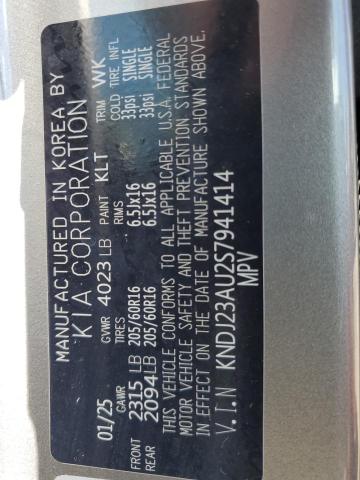 MANUFACTURED IN KOREA BY
KIA CORPORATION
01/25 GVWR 4023 LB PAINT KLT TRIM WK
GAWR TIRES RIMS COLD TIRE INFL
FRONT 2315 LB 205/60R16 6.5Jx16 33psi SINGLE
REAR 2094LB 205/60R16 6.5Jx16 33psi SINGLE
THIS VEHICLE CONFORMS TO ALL APPLICABLE U.S.A. FEDERAL
MOTOR VEHICLE SAFETY AND THEFT PREVENTION STANDARDS
IN EFFECT ON THE DATE OF MANUFACTURE SHOWN ABOVE.
V.I.N KNDJ23AU2S7941414
MPV